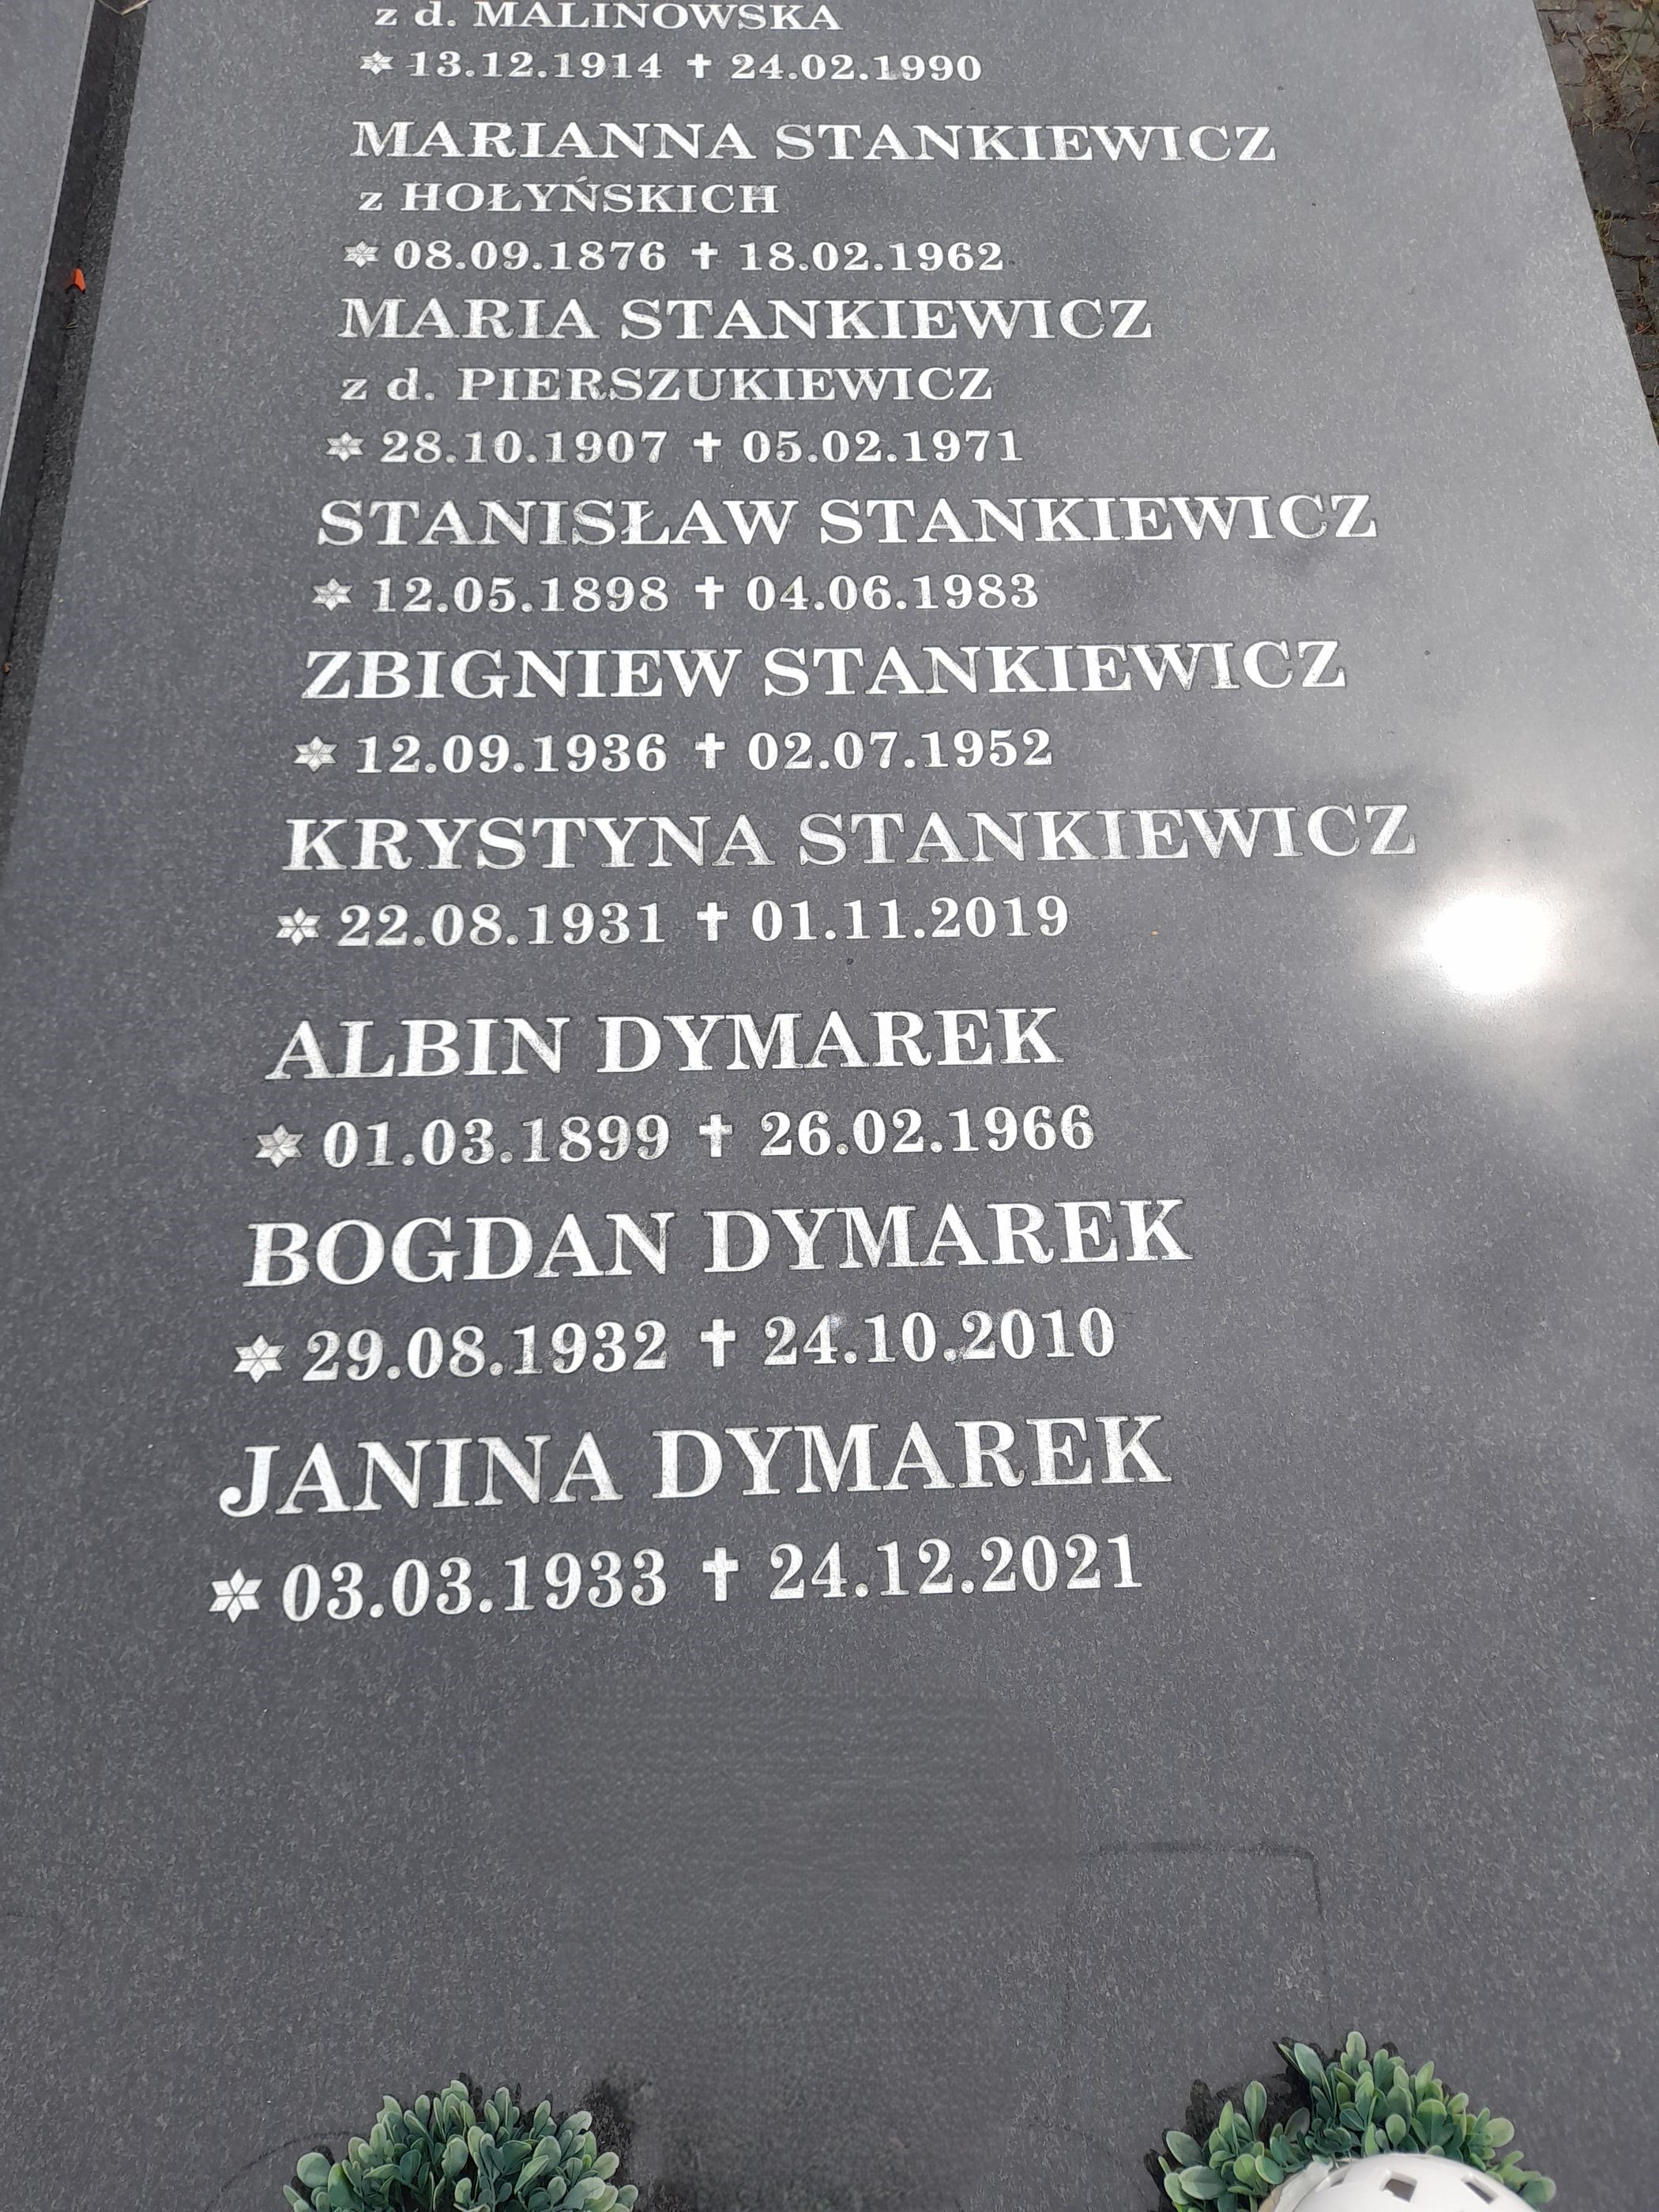 z d. MALINOWSKA
✶ 13.12.1914 ✝ 24.02.1990
MARIANNA STANKIEWICZ
z HOŁYŃSKICH
✶ 08.09.1876 ✝ 18.02.1962
MARIA STANKIEWICZ
z d. PIERSZUKIEWICZ
✶ 28.10.1907 ✝ 05.02.1971
STANISŁAW STANKIEWICZ
✶ 12.05.1898 ✝ 04.06.1983
ZBIGNIEW STANKIEWICZ
✶ 12.09.1936 ✝ 02.07.1952
KRYSTYNA STANKIEWICZ
✶ 22.08.1931 ✝ 01.11.2019
ALBIN DYMAREK
✶ 01.03.1899 ✝ 26.02.1966
BOGDAN DYMAREK
✶ 29.08.1932 ✝ 24.10.2010
JANINA DYMAREK
✶ 03.03.1933 ✝ 24.12.2021